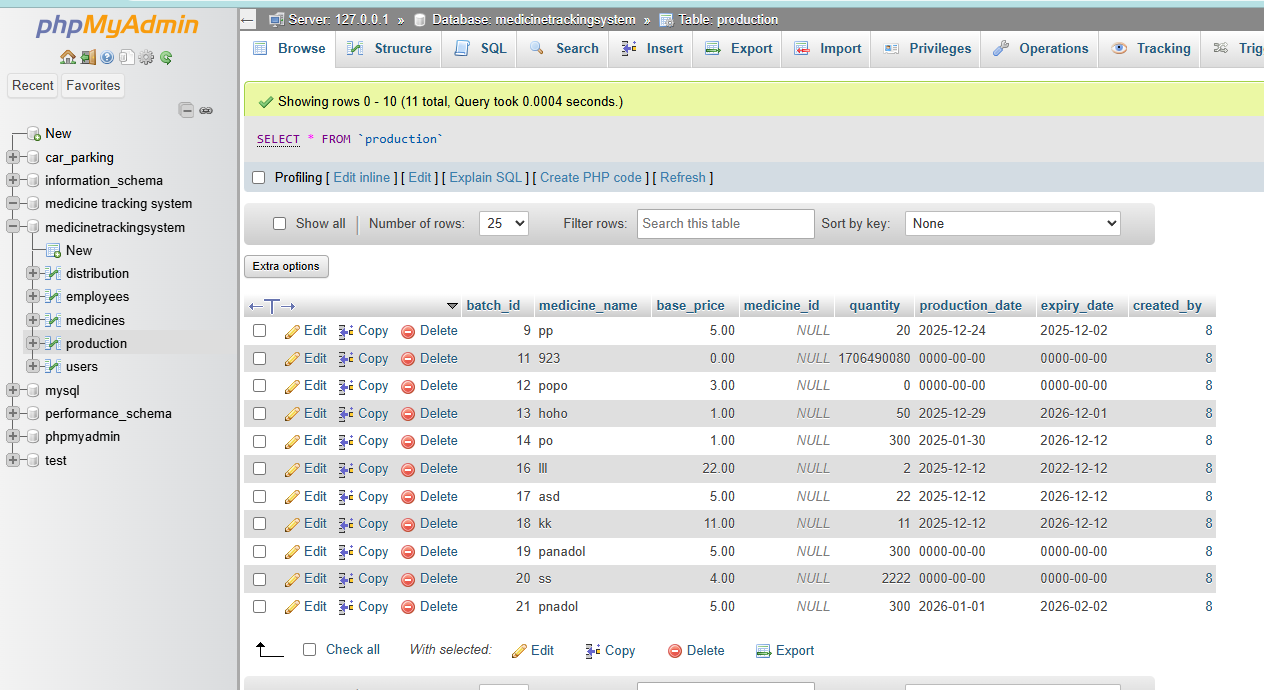 phpMyAdmin
Recent Favorites
New
car_parking
information_schema
medicine tracking system
medicinetrackingsystem
New
distribution
employees
medicines
production
users
mysql
performance_schema
phpmyadmin
test
Server: 127.0.0.1 » Database: medicinetrackingsystem » Table: production
Browse Structure SQL Search Insert Export Import Privileges Operations Tracking Trig
Showing rows 0 - 10 (11 total, Query took 0.0004 seconds.)
SELECT * FROM `production`
Profiling [ Edit inline ] [ Edit ] [ Explain SQL ] [ Create PHP code ] [ Refresh ]
Show all | Number of rows: 25 Filter rows: Search this table Sort by key: None
Extra options
←T→ batch_id medicine_name base_price medicine_id quantity production_date expiry_date created_by
Edit Copy Delete 9 pp 5.00 NULL 20 2025-12-24 2025-12-02 8
Edit Copy Delete 11 923 0.00 NULL 1706490080 0000-00-00 0000-00-00 8
Edit Copy Delete 12 popo 3.00 NULL 0 0000-00-00 0000-00-00 8
Edit Copy Delete 13 hoho 1.00 NULL 50 2025-12-29 2026-12-01 8
Edit Copy Delete 14 po 1.00 NULL 300 2025-01-30 2026-12-12 8
Edit Copy Delete 16 lll 22.00 NULL 2 2025-12-12 2022-12-12 8
Edit Copy Delete 17 asd 5.00 NULL 22 2025-12-12 2026-12-12 8
Edit Copy Delete 18 kk 11.00 NULL 11 2025-12-12 2026-12-12 8
Edit Copy Delete 19 panadol 5.00 NULL 300 0000-00-00 0000-00-00 8
Edit Copy Delete 20 ss 4.00 NULL 2222 0000-00-00 0000-00-00 8
Edit Copy Delete 21 pnadol 5.00 NULL 300 2026-01-01 2026-02-02 8
Check all With selected: Edit Copy Delete Export